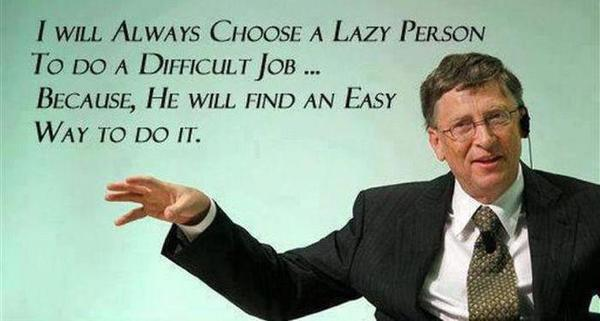 I will Always Choose a Lazy Person
To do a Difficult Job ...
Because, He will find an Easy
Way to do it.